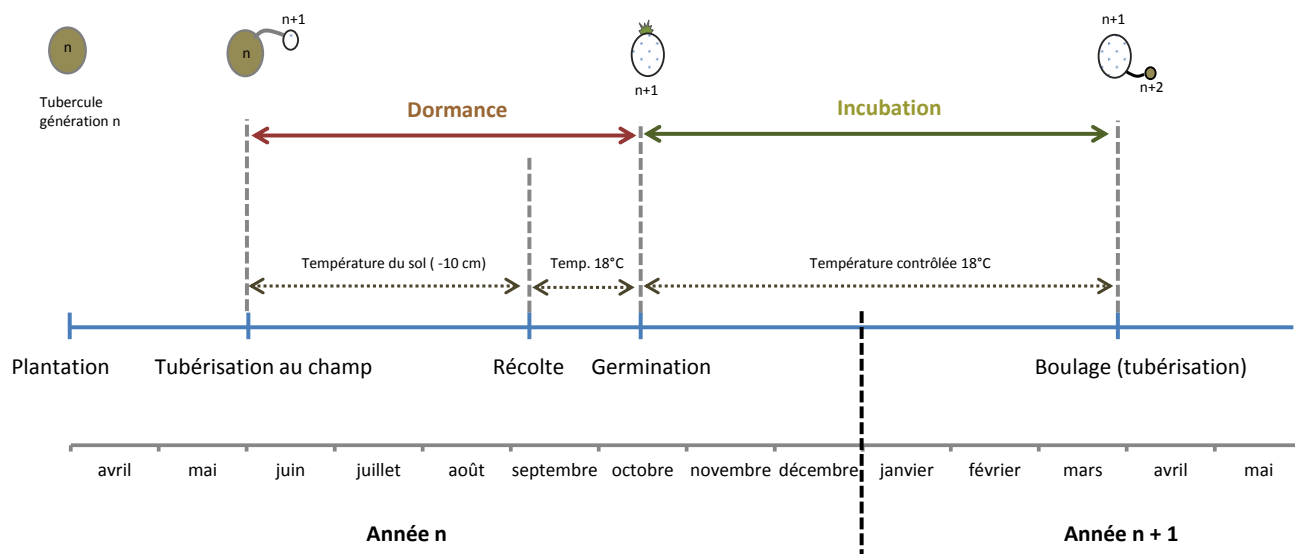 n
Tubercule
génération n
n
n+1
n+1
n+1
n+2
Dormance
Incubation
Température du sol ( -10 cm)
Temp. 18°C
Température contrôlée 18°C
Plantation
Tubérisation au champ
Récolte
Germination
Boulage (tubérisation)
avril
mai
juin
juillet
août
septembre
octobre
novembre
décembre
janvier
février
mars
avril
mai
Année n
Année n + 1